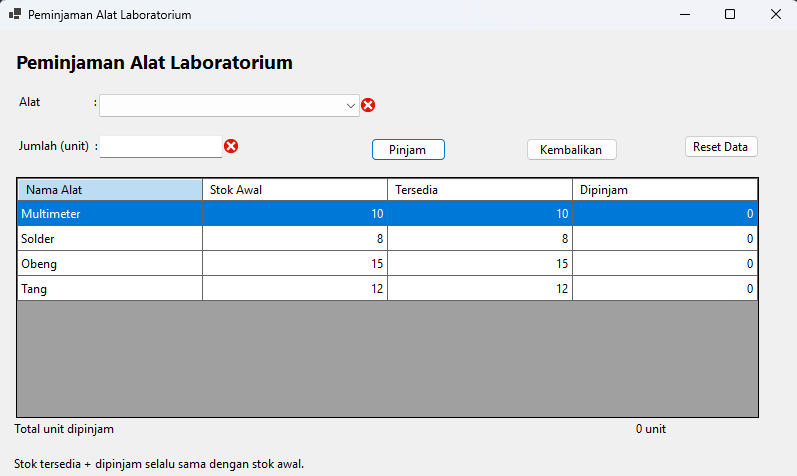 Peminjaman Alat Laboratorium
Peminjaman Alat Laboratorium
Alat :
Jumlah (unit) : Pinjam Kembalikan Reset Data
Nama Alat Stok Awal Tersedia Dipinjam
Multimeter 10 10 0
Solder 8 8 0
Obeng 15 15 0
Tang 12 12 0
Total unit dipinjam 0 unit
Stok tersedia + dipinjam selalu sama dengan stok awal.